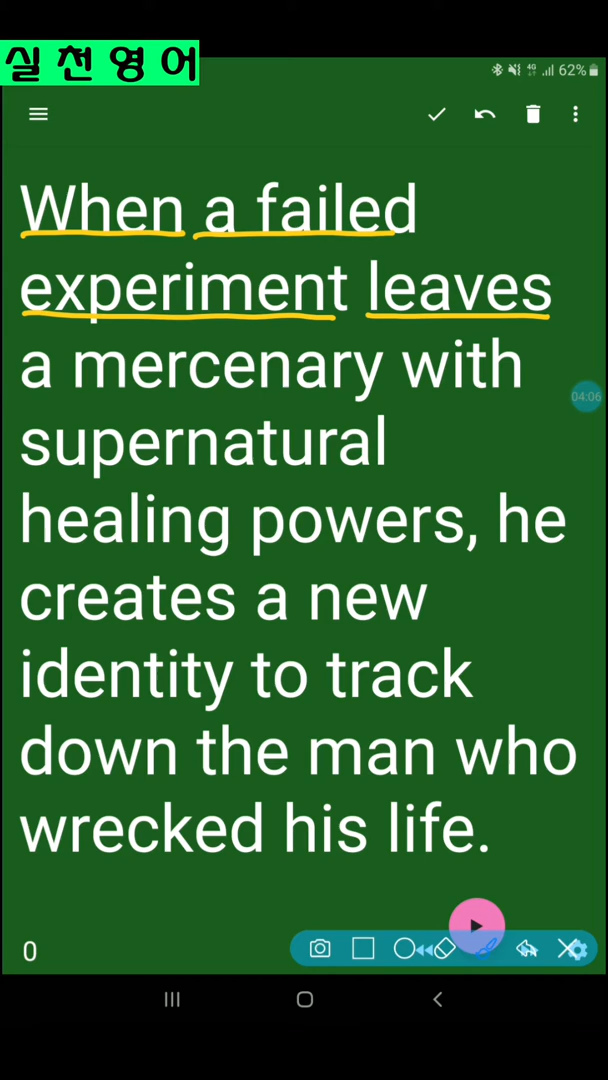 실천영어
4G 62%
When a failed
experiment leaves
a mercenary with
04:06
supernatural
healing powers, he
creates a new
identity to track
down the man who
wrecked his life.
0